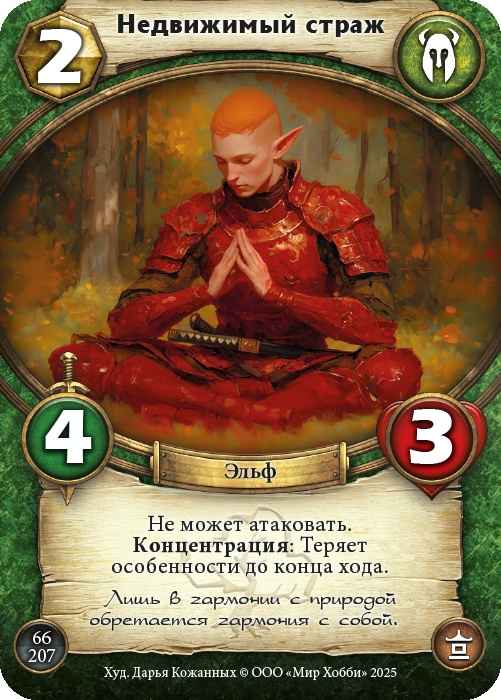 Недвижимый страж
2
4
3
Эльф
Не может атаковать.
Концентрация: Теряет
особенности до конца хода.
Лишь в гармонии с природой
обретается гармония с собой.
66
207
Худ. Дарья Кожанных © ООО «Мир Хобби» 2025